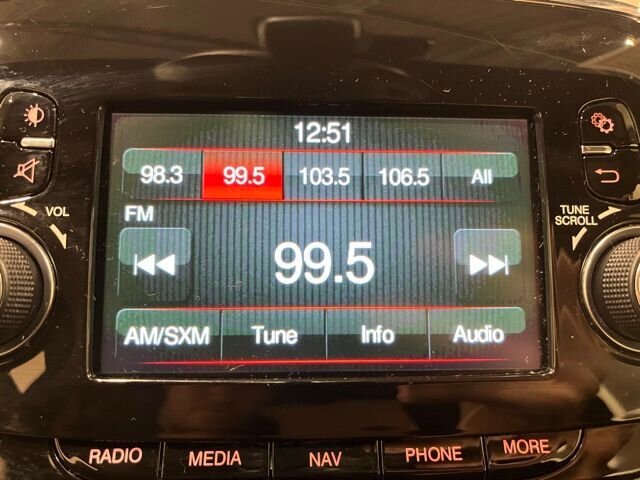 12:51
98.3 99.5 103.5 106.5 All
FM
VOL
TUNE
SCROLL
99.5
AM/SXM Tune Info Audio
RADIO MEDIA NAV PHONE MORE